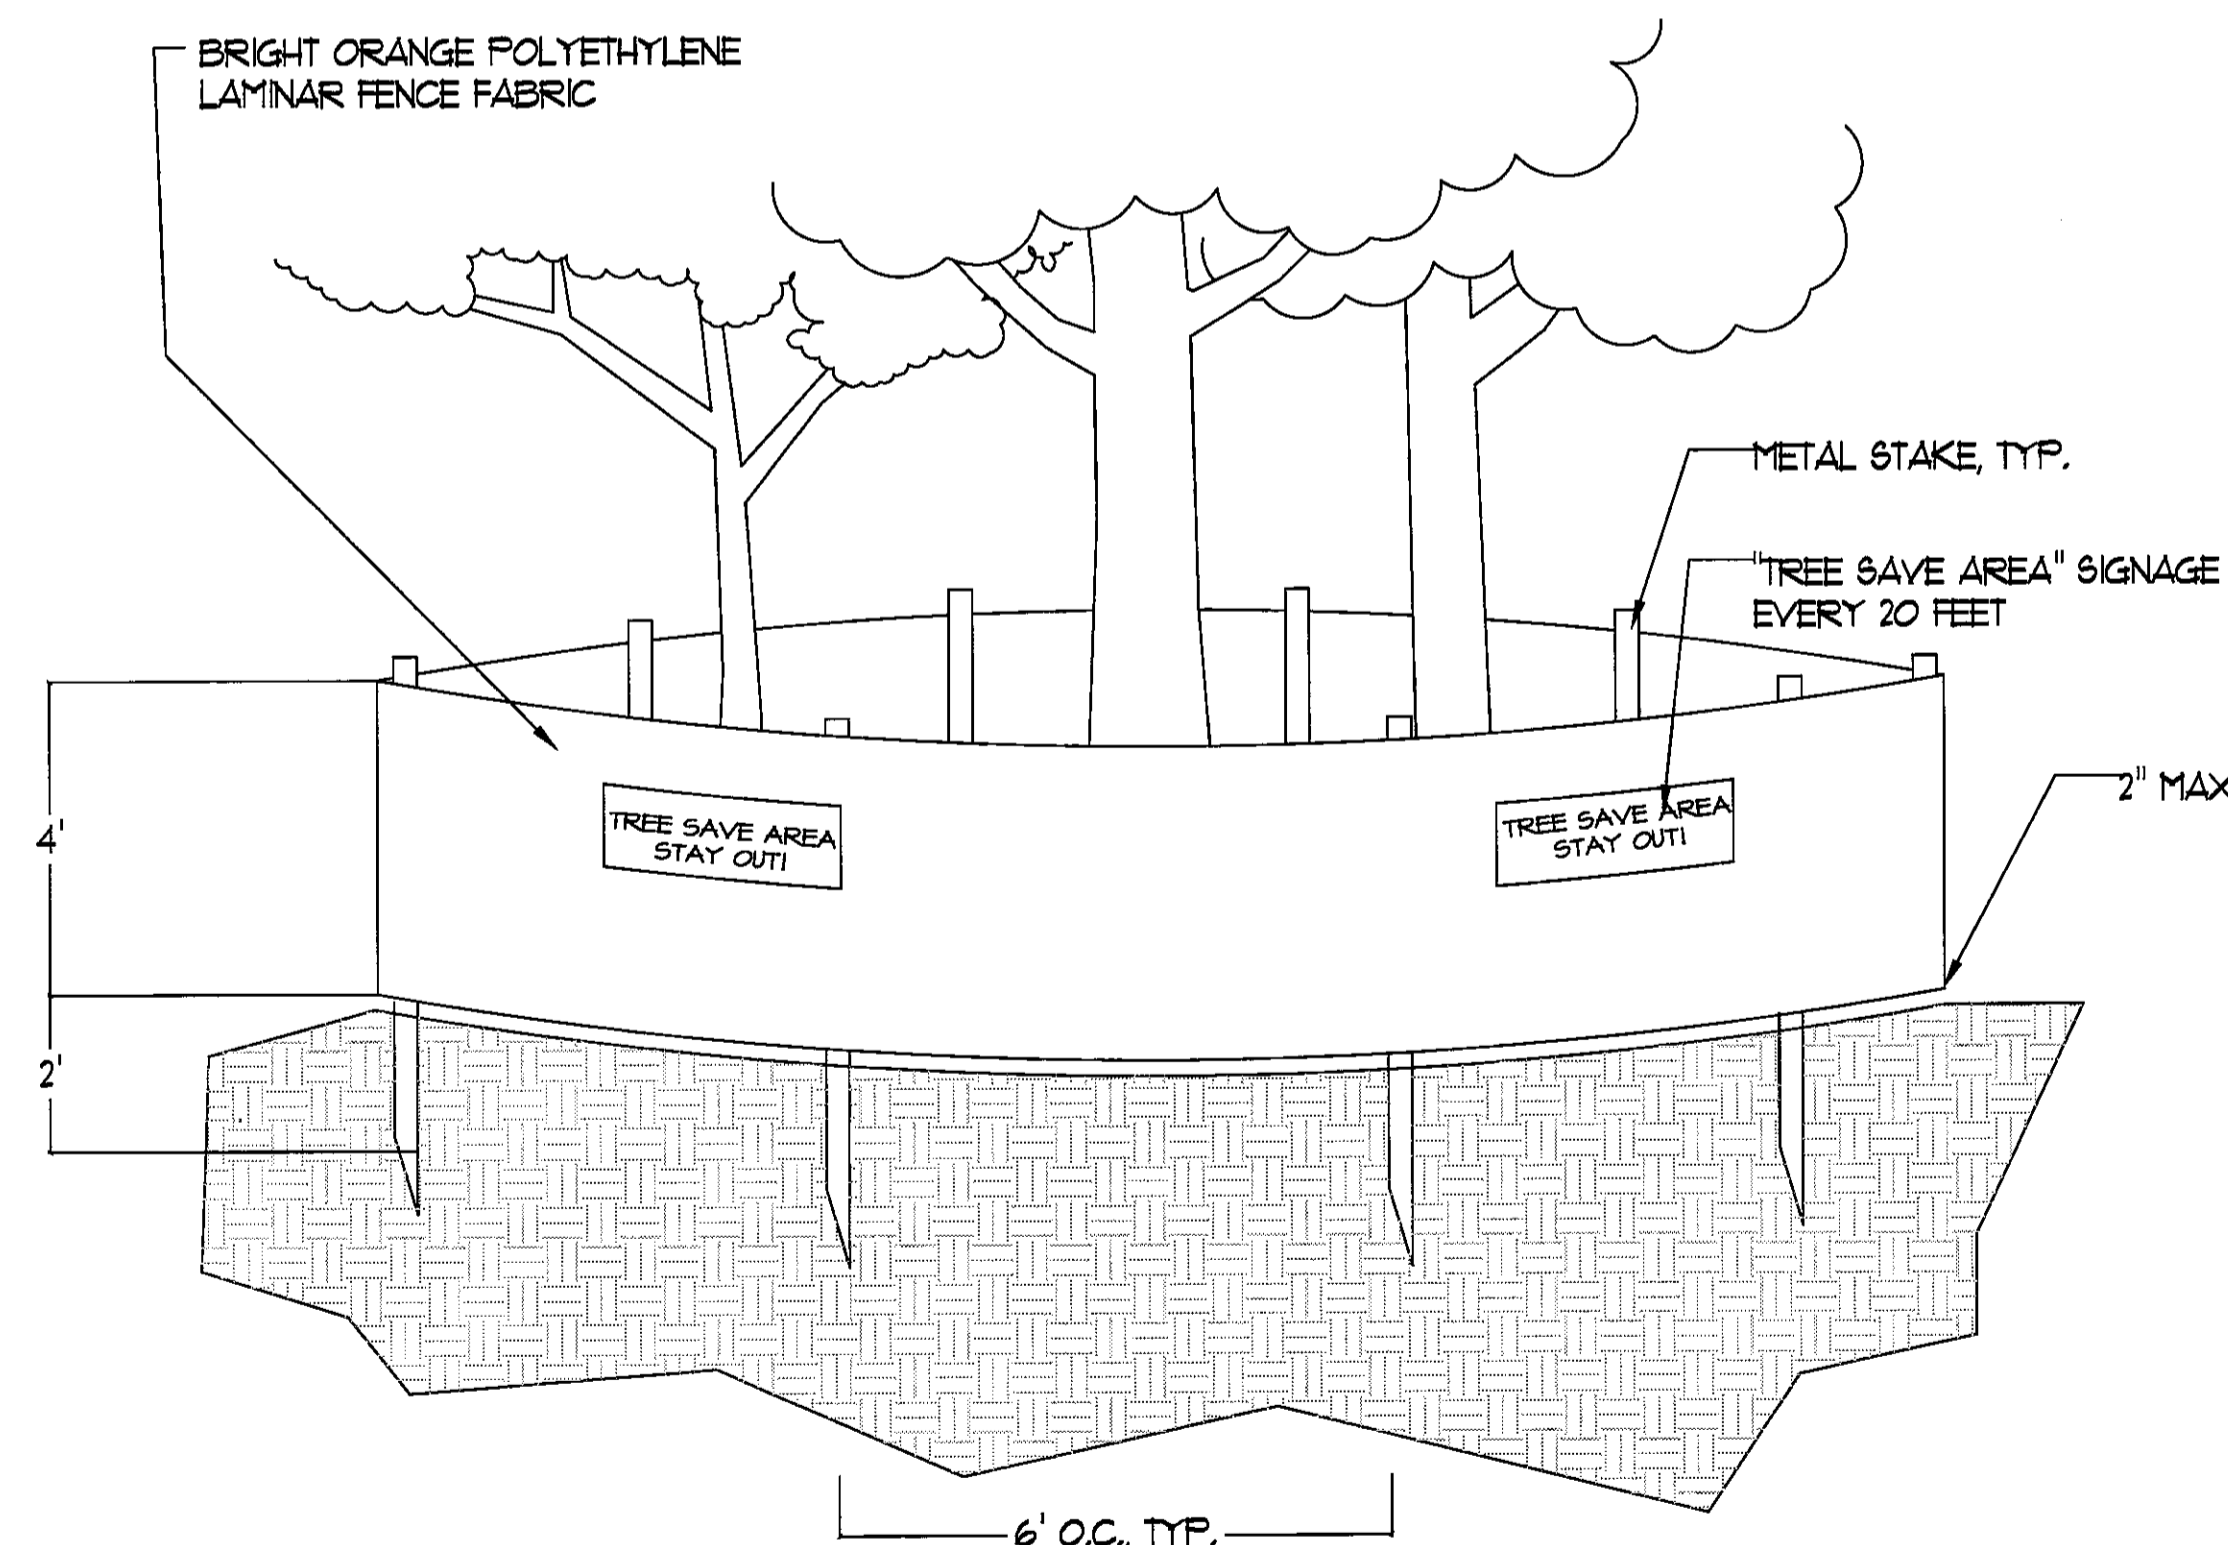 BRIGHT ORANGE POLYETHYLENE
LAMINAR FENCE FABRIC
METAL STAKE, TYP.
"TREE SAVE AREA" SIGNAGE
EVERY 20 FEET
2" MAX
TREE SAVE AREA
STAY OUT!
TREE SAVE AREA
STAY OUT!
4'
2'
6' O.C., TYP.